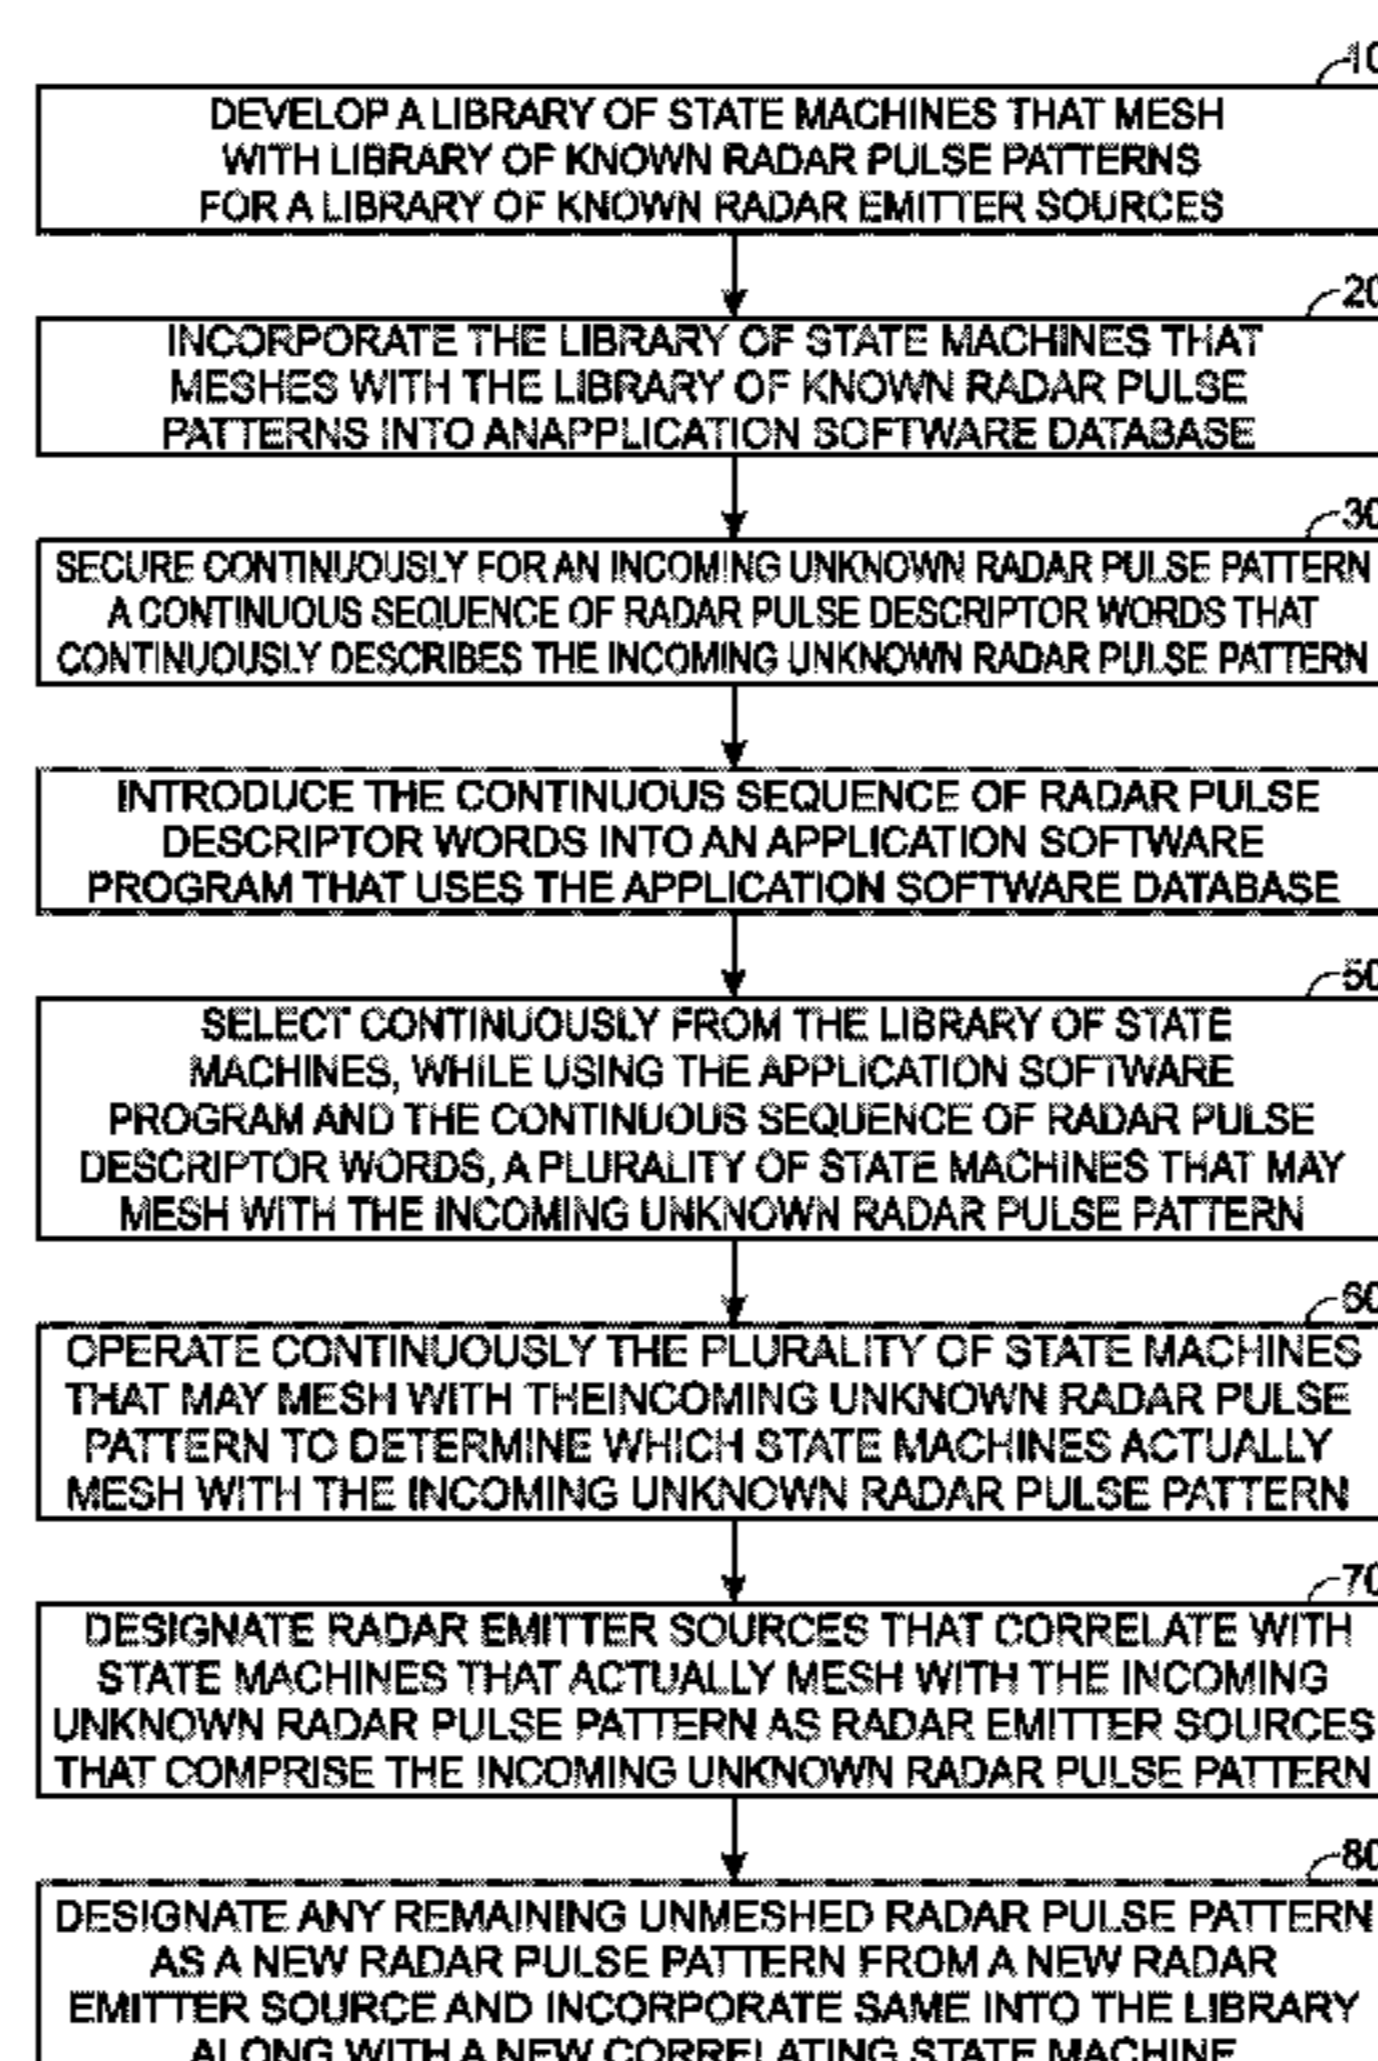 10
DEVELOP A LIBRARY OF STATE MACHINES THAT MESH
WITH LIBRARY OF KNOWN RADAR PULSE PATTERNS
FOR A LIBRARY OF KNOWN RADAR EMITTER SOURCES
20
INCORPORATE THE LIBRARY OF STATE MACHINES THAT
MESHES WITH THE LIBRARY OF KNOWN RADAR PULSE
PATTERNS INTO ANAPPLICATION SOFTWARE DATABASE
30
SECURE CONTINUOUSLY FOR AN INCOMING UNKNOWN RADAR PULSE PATTERN
A CONTINUOUS SEQUENCE OF RADAR PULSE DESCRIPTOR WORDS THAT
CONTINUOUSLY DESCRIBES THE INCOMING UNKNOWN RADAR PULSE PATTERN
INTRODUCE THE CONTINUOUS SEQUENCE OF RADAR PULSE
DESCRIPTOR WORDS INTO AN APPLICATION SOFTWARE
PROGRAM THAT USES THE APPLICATION SOFTWARE DATABASE
50
SELECT CONTINUOUSLY FROM THE LIBRARY OF STATE
MACHINES, WHILE USING THE APPLICATION SOFTWARE
PROGRAM AND THE CONTINUOUS SEQUENCE OF RADAR PULSE
DESCRIPTOR WORDS, A PLURALITY OF STATE MACHINES THAT MAY
MESH WITH THE INCOMING UNKNOWN RADAR PULSE PATTERN
60
OPERATE CONTINUOUSLY THE PLURALITY OF STATE MACHINES
THAT MAY MESH WITH THEINCOMING UNKNOWN RADAR PULSE
PATTERN TO DETERMINE WHICH STATE MACHINES ACTUALLY
MESH WITH THE INCOMING UNKNOWN RADAR PULSE PATTERN
70
DESIGNATE RADAR EMITTER SOURCES THAT CORRELATE WITH
STATE MACHINES THAT ACTUALLY MESH WITH THE INCOMING
UNKNOWN RADAR PULSE PATTERN AS RADAR EMITTER SOURCES
THAT COMPRISE THE INCOMING UNKNOWN RADAR PULSE PATTERN
80
DESIGNATE ANY REMAINING UNMESHED RADAR PULSE PATTERN
AS A NEW RADAR PULSE PATTERN FROM A NEW RADAR
EMITTER SOURCE AND INCORPORATE SAME INTO THE LIBRARY
ALONG WITH A NEW CORRELATING STATE MACHINE